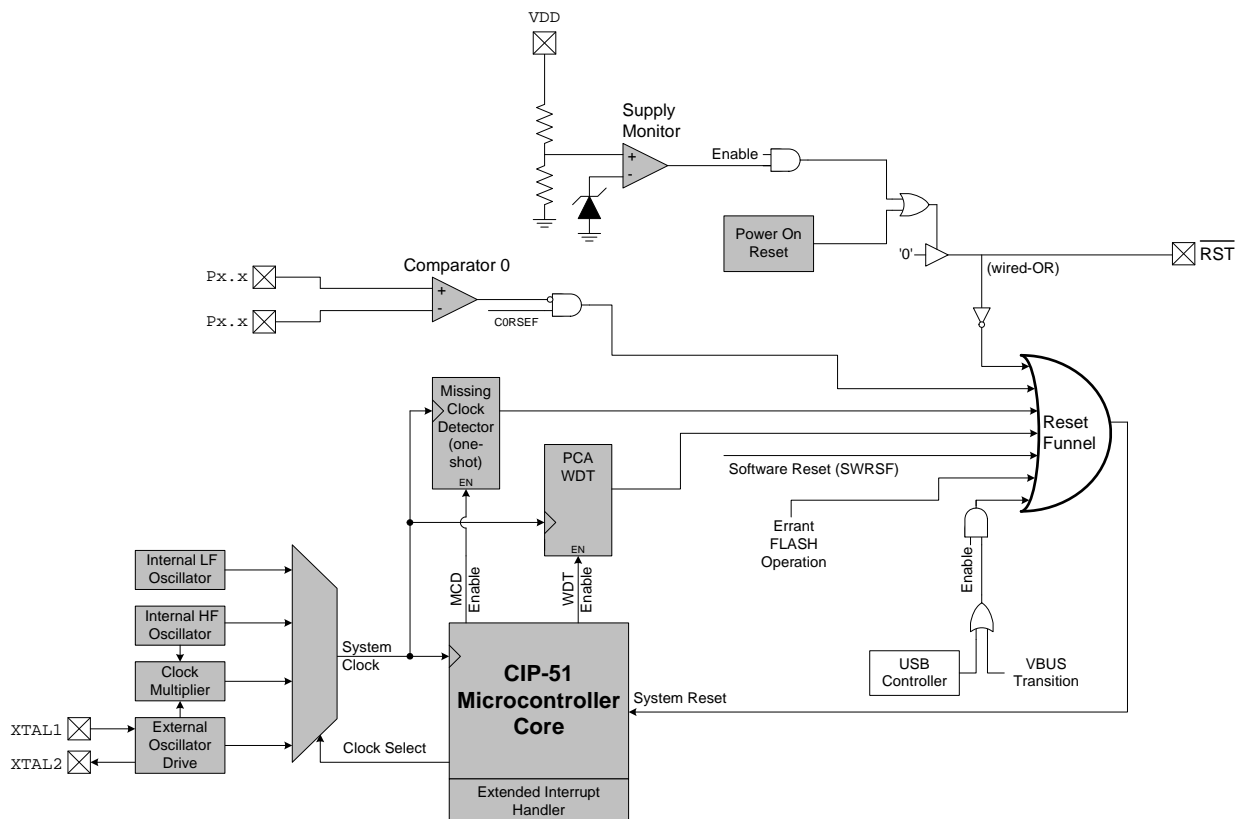 VDD
Supply
Monitor
+
-
Enable
Power On
Reset
'0'
(wired-OR)
RST
Px.x
Px.x
Comparator 0
+
-
C0RSEF
Missing
Clock
Detector
(one-
shot)
EN
PCA
WDT
EN
Software Reset (SWRSF)
Errant
FLASH
Operation
Reset
Funnel
Enable
USB
Controller
VBUS
Transition
MCD
Enable
WDT
Enable
Internal LF
Oscillator
Internal HF
Oscillator
Clock
Multiplier
External
Oscillator
Drive
XTAL1
XTAL2
System
Clock
Clock Select
CIP-51
Microcontroller
Core
System Reset
Extended Interrupt
Handler